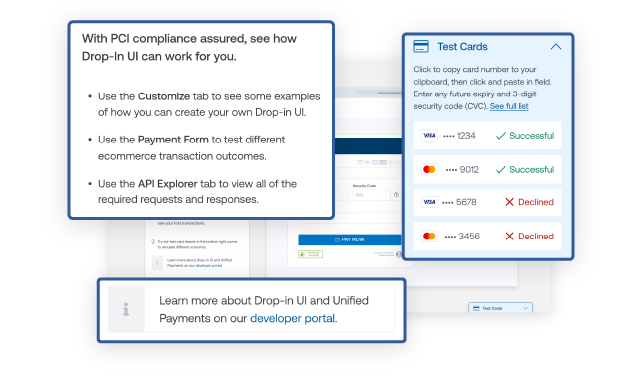 With PCI compliance assured, see how
Drop-In UI can work for you.
• Use the Customize tab to see some examples
of how you can create your own Drop-in UI.
• Use the Payment Form to test different
ecommerce transaction outcomes.
• Use the API Explorer tab to view all of the
required requests and responses.
Test Cards
Click to copy card number to your
clipboard, then click and paste in field.
Enter any future expiry and 3-digit
security code (CVC). See full list
VISA •••• 1234 Successful
•••• 9012 Successful
VISA •••• 5678 Declined
•••• 3456 Declined
Security Code
CVC
PAY NOW
view your test transactions.
Try our test card drawer in the bottom right corner
to simulate different scenarios.
Learn more about Drop-in UI and Unified
Payments on our developer portal
i
Learn more about Drop-in UI and Unified
Payments on our developer portal.
Test Cards